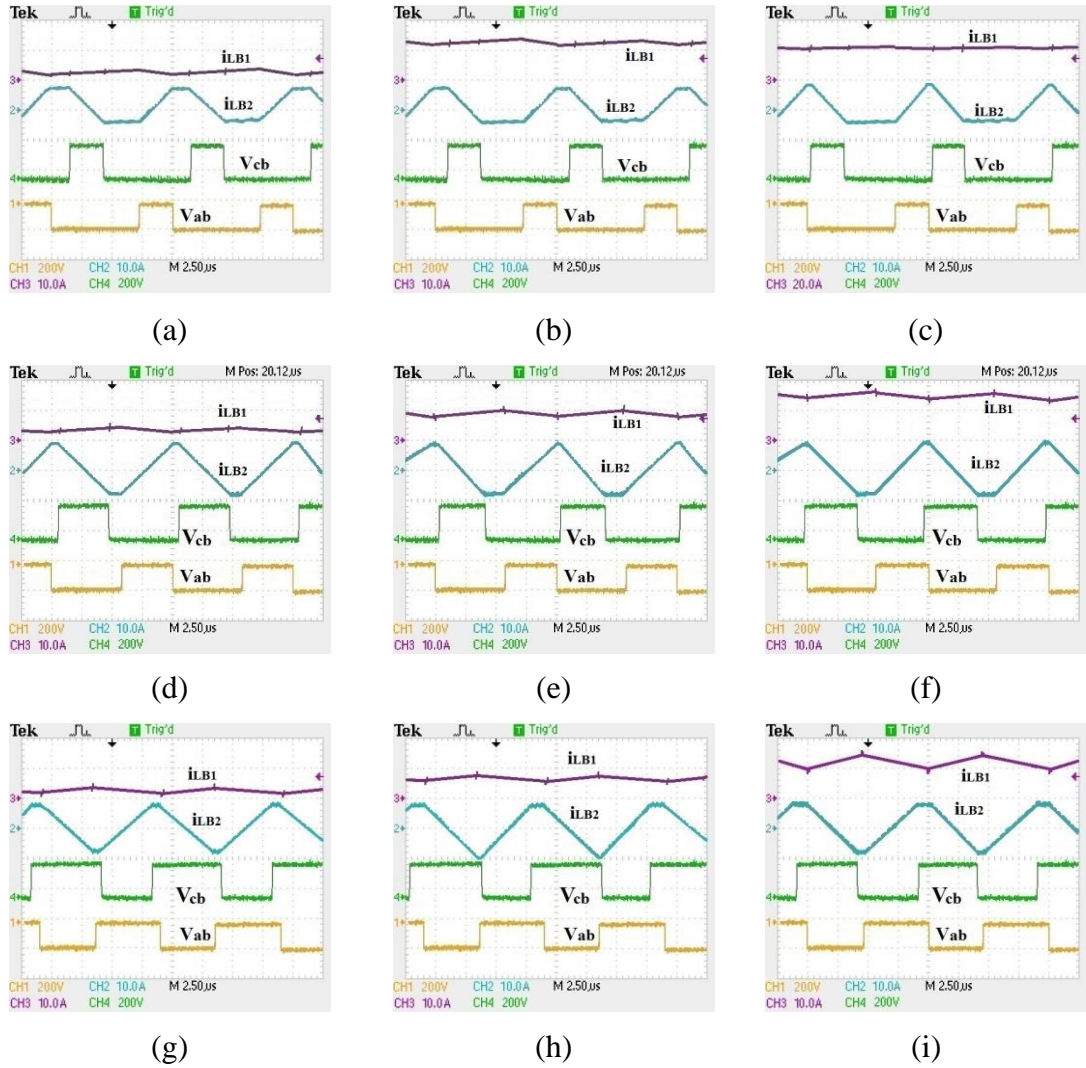 Tek Trig'd
iLB1
3
iLB2
2
Vcb
4
1 Vab
CH1 200V CH2 10.0A M 2.50µs
CH3 10.0A CH4 200V
(a)
Tek Trig'd
iLB1
3
iLB2
2
Vcb
4
1 Vab
CH1 200V CH2 10.0A M 2.50µs
CH3 10.0A CH4 200V
(b)
Tek Trig'd
iLB1
3
iLB2
2
Vcb
4
1 Vab
CH1 200V CH2 10.0A M 2.50µs
CH3 20.0A CH4 200V
(c)
Tek Trig'd M Pos: 20.12µs
iLB1
3
iLB2
2
Vcb
4
1 Vab
CH1 200V CH2 10.0A M 2.50µs
CH3 10.0A CH4 200V
(d)
Tek Trig'd M Pos: 20.12µs
iLB1
3
iLB2
2
Vcb
4
1 Vab
CH1 200V CH2 10.0A M 2.50µs
CH3 10.0A CH4 200V
(e)
Tek Trig'd M Pos: 20.12µs
iLB1
3
iLB2
2
Vcb
4
1 Vab
CH1 200V CH2 10.0A M 2.50µs
CH3 10.0A CH4 200V
(f)
Tek Trig'd
iLB1
3
iLB2
2
Vcb
4
1 Vab
CH1 200V CH2 10.0A M 2.50µs
CH3 10.0A CH4 200V
(g)
Tek Trig'd
iLB1
3
iLB2
2
Vcb
4
1 Vab
CH1 200V CH2 10.0A M 2.50µs
CH3 10.0A CH4 200V
(h)
Tek Trig'd
iLB1
3
iLB2
2
Vcb
4
1 Vab
CH1 200V CH2 10.0A M 2.50µs
CH3 10.0A CH4 200V
(i)